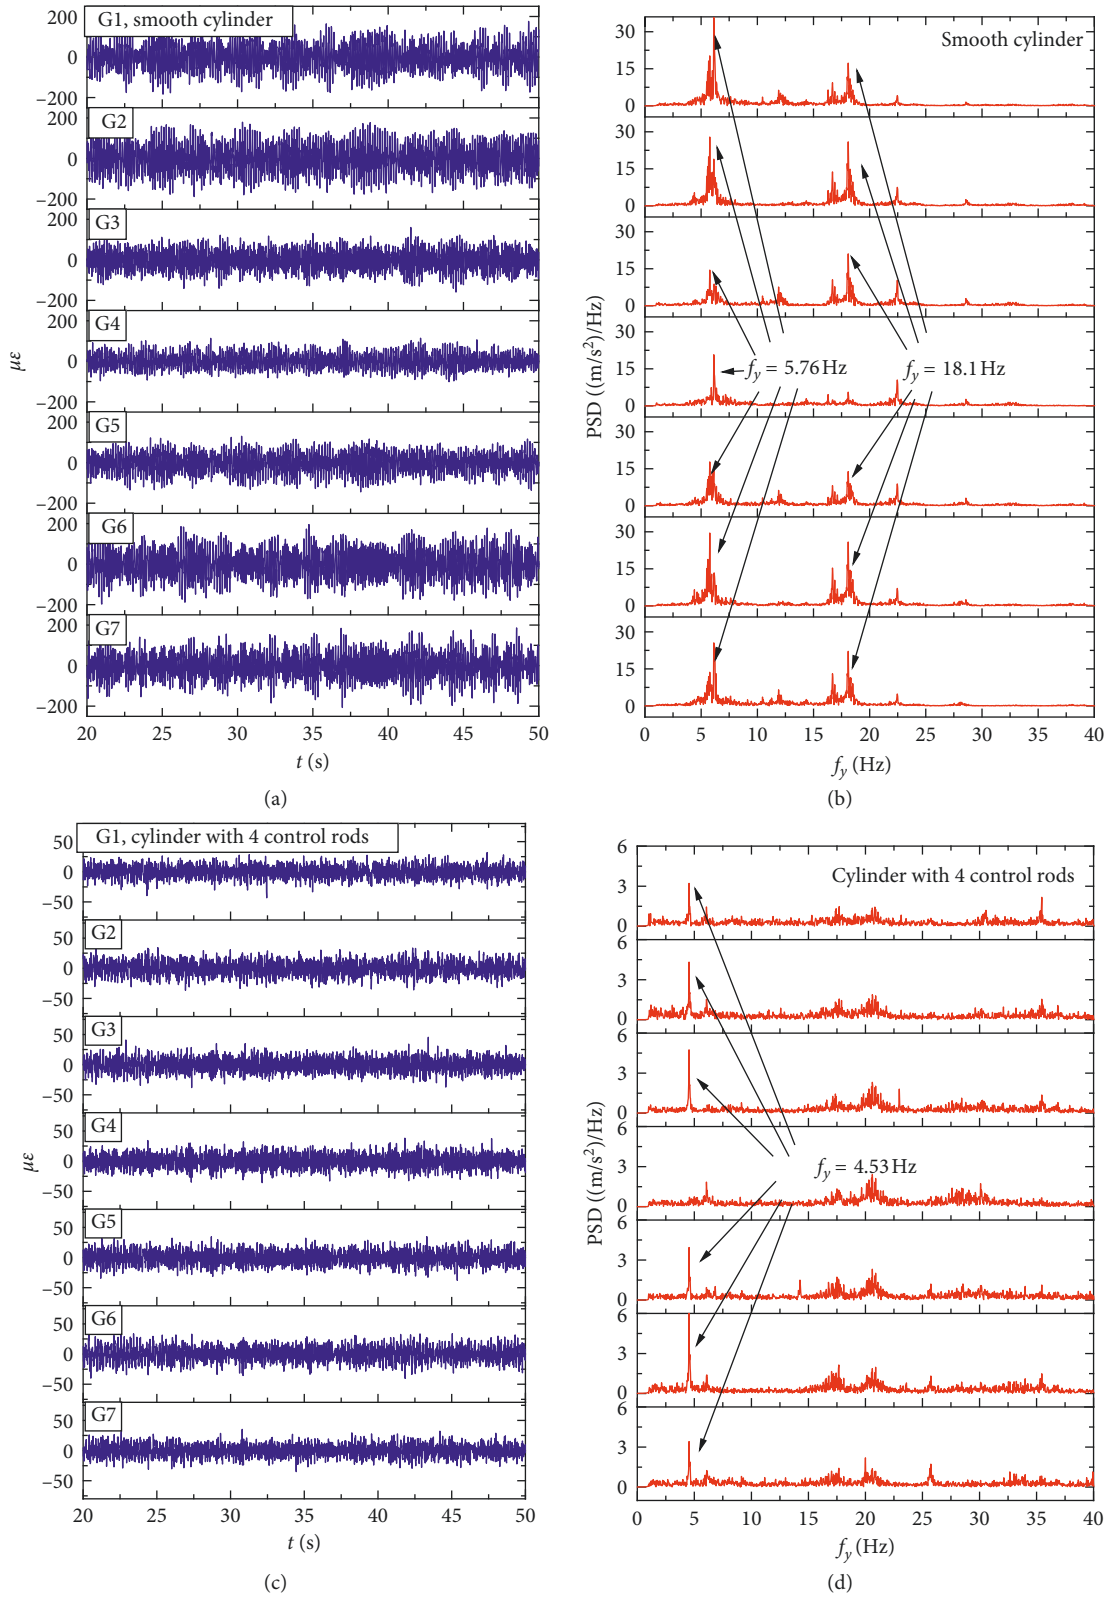 G1, smooth cylinder
200
0
−200
G2
200
0
−200
G3
200
0
−200
G4
200
0
−200
G5
200
0
−200
G6
200
0
−200
G7
200
0
−200
με
20 25 30 35 40 45 50
t (s)
(a)
Smooth cylinder
30
15
0
30
15
0
30
15
0
30
15
0
30
15
0
30
15
0
30
15
0
f_y = 5.76 Hz
f_y = 18.1 Hz
PSD ((m/s²)/Hz)
0 5 10 15 20 25 30 35 40
f_y (Hz)
(b)
G1, cylinder with 4 control rods
50
0
−50
G2
50
0
−50
G3
50
0
−50
G4
50
0
−50
G5
50
0
−50
G6
50
0
−50
G7
50
0
−50
με
20 25 30 35 40 45 50
t (s)
(c)
Cylinder with 4 control rods
6
3
0
6
3
0
6
3
0
6
3
0
6
3
0
6
3
0
6
3
0
f_y = 4.53 Hz
PSD ((m/s²)/Hz)
0 5 10 15 20 25 30 35 40
f_y (Hz)
(d)